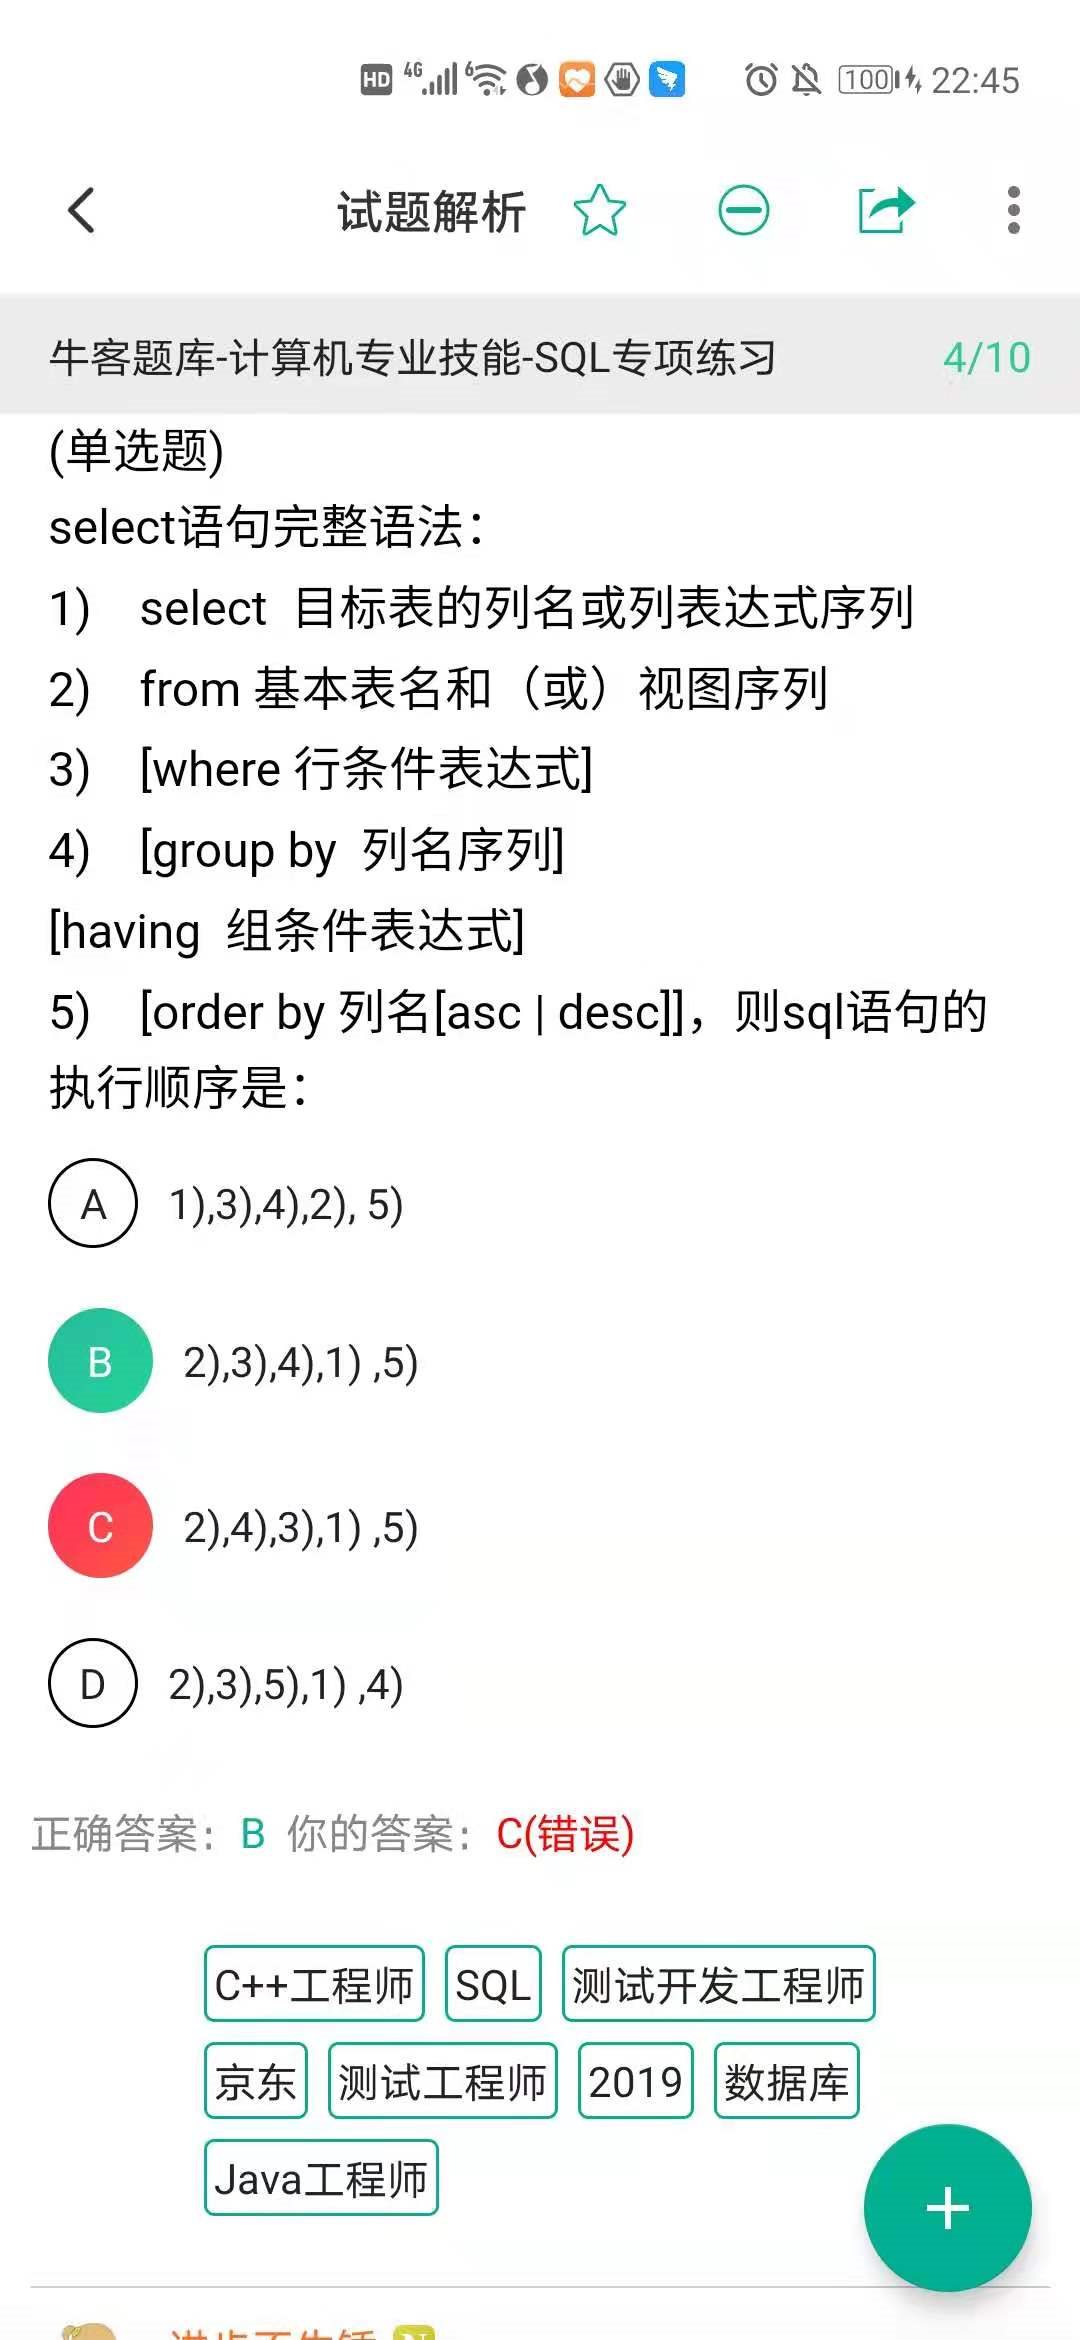 HD 4G 6 100 22:45
试题解析
牛客题库-计算机专业技能-SQL专项练习 4/10
(单选题)
select语句完整语法：
1) select 目标表的列名或列表达式序列
2) from 基本表名和（或）视图序列
3) [where 行条件表达式]
4) [group by 列名序列]
[having 组条件表达式]
5) [order by 列名[asc | desc]]，则sql语句的
执行顺序是：
A 1),3),4),2), 5)
B 2),3),4),1) ,5)
C 2),4),3),1) ,5)
D 2),3),5),1) ,4)
正确答案：B 你的答案：C(错误)
C++工程师 SQL 测试开发工程师
京东 测试工程师 2019 数据库
Java工程师